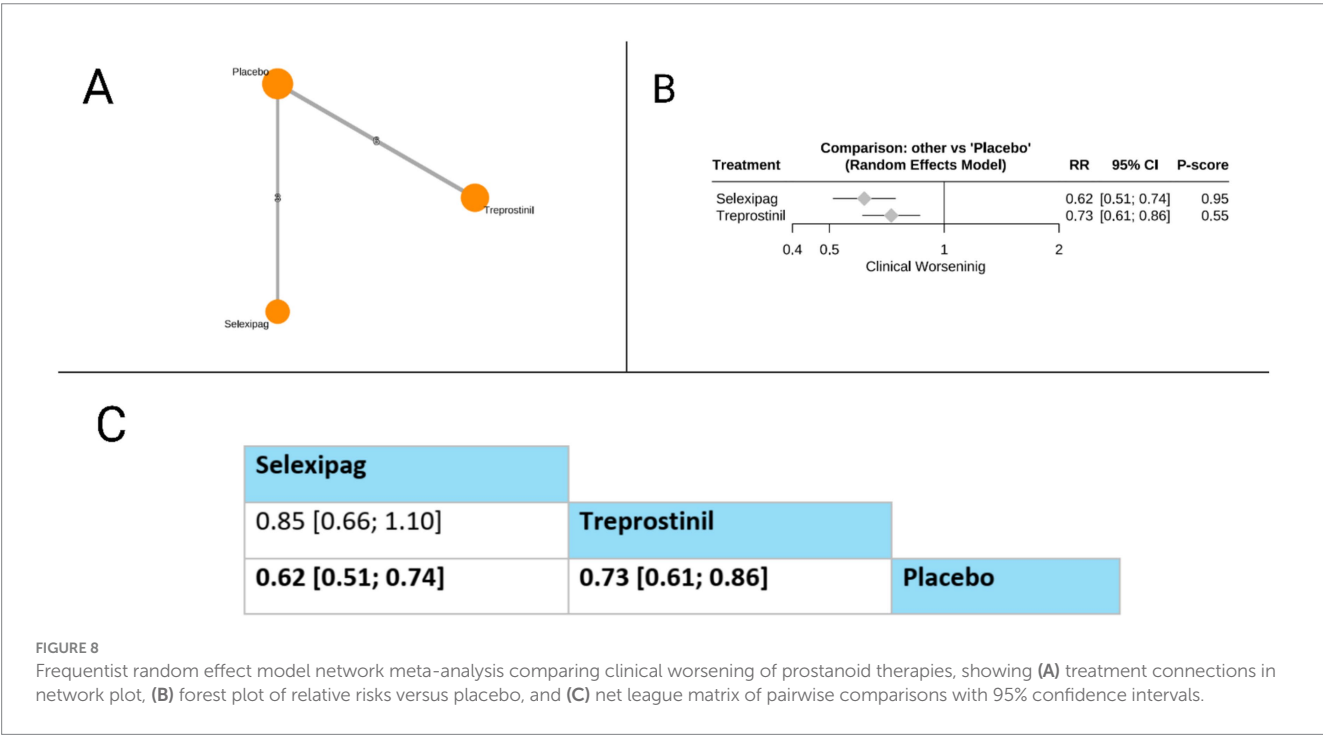 A
Placebo
Treprostinil
Selexipag
B
Comparison: other vs 'Placebo'
Treatment (Random Effects Model) RR 95% CI P-score
Selexipag 0.62 [0.51; 0.74] 0.95
Treprostinil 0.73 [0.61; 0.86] 0.55
0.4 0.5 1 2
Clinical Worseninig
C
Selexipag
0.85 [0.66; 1.10] Treprostinil
0.62 [0.51; 0.74] 0.73 [0.61; 0.86] Placebo
FIGURE 8
Frequentist random effect model network meta-analysis comparing clinical worsening of prostanoid therapies, showing (A) treatment connections in
network plot, (B) forest plot of relative risks versus placebo, and (C) net league matrix of pairwise comparisons with 95% confidence intervals.